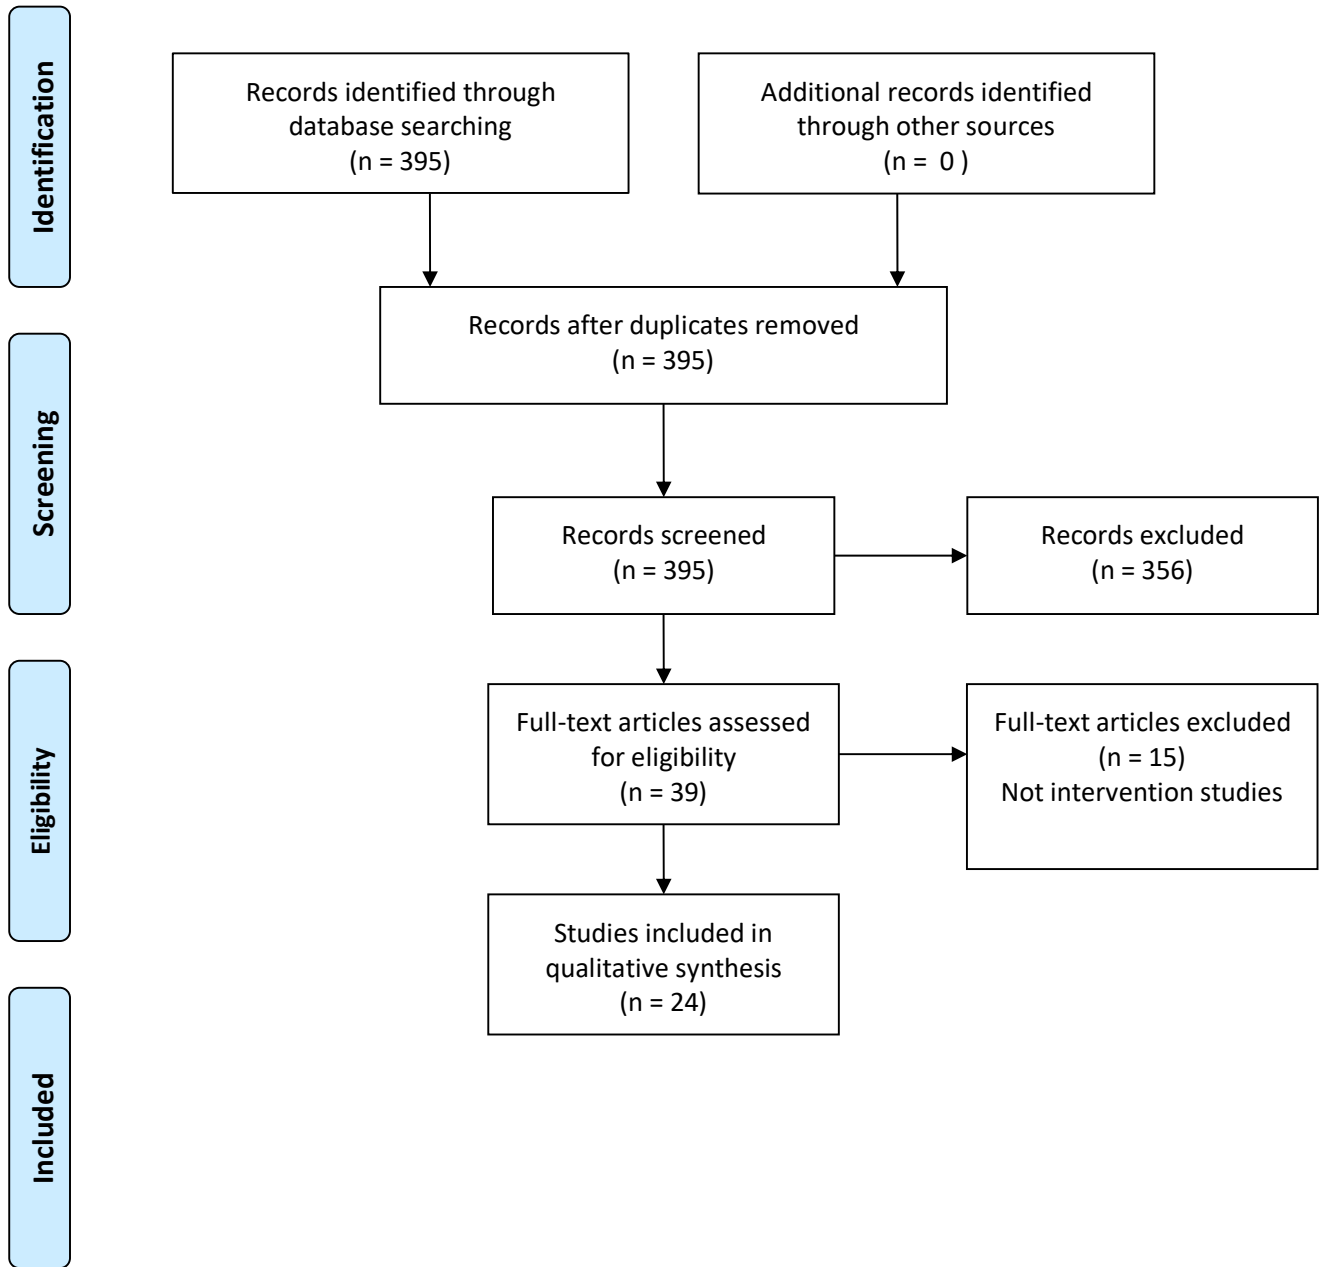 Identification
Records identified through
database searching
(n = 395)
Additional records identified
through other sources
(n =  0 )
Records after duplicates removed
(n = 395)
Screening
Records screened
(n = 395)
Records excluded
(n = 356)
Eligibility
Full-text articles assessed
for eligibility
(n = 39)
Full-text articles excluded
(n = 15)
Not intervention studies
Studies included in
qualitative synthesis
(n = 24)
Included